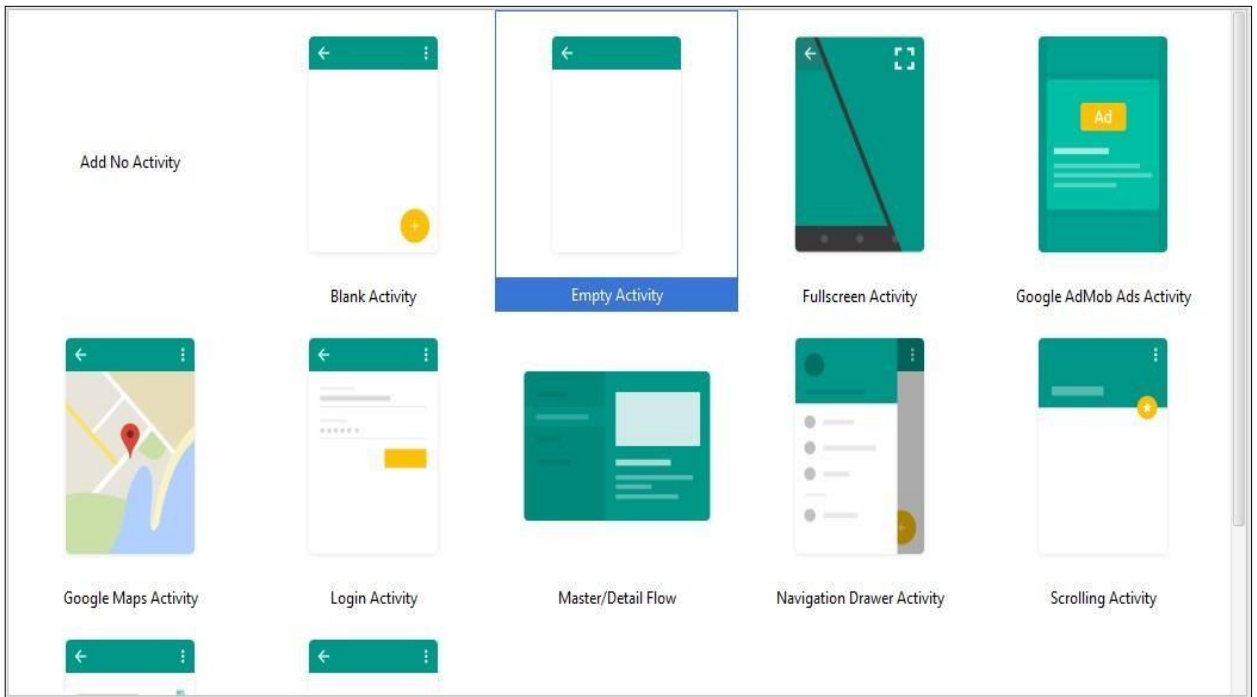 Add No Activity
Blank Activity
Empty Activity
Fullscreen Activity
Ad
Google AdMob Ads Activity
Google Maps Activity
Login Activity
Master/Detail Flow
Navigation Drawer Activity
Scrolling Activity